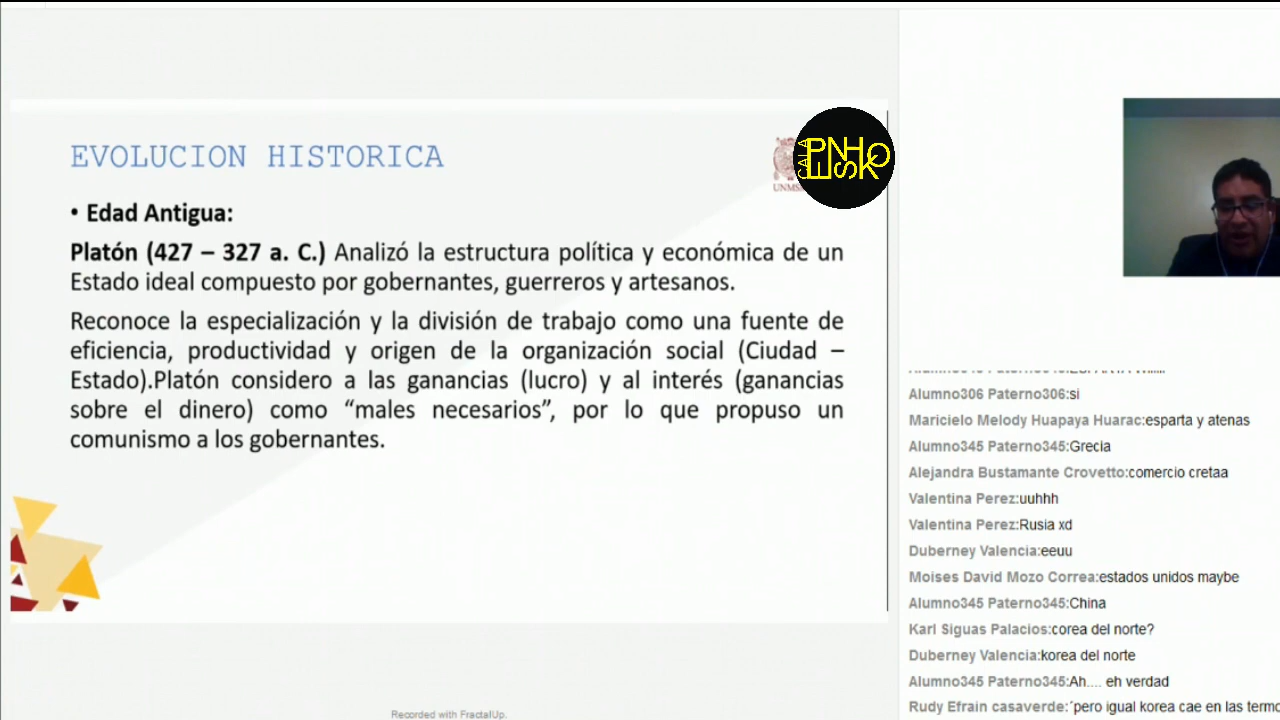 EVOLUCION HISTORICA
• Edad Antigua:
Platón (427 – 327 a. C.) Analizó la estructura política y económica de un
Estado ideal compuesto por gobernantes, guerreros y artesanos.
Reconoce la especialización y la división de trabajo como una fuente de
eficiencia, productividad y origen de la organización social (Ciudad –
Estado).Platón considero a las ganancias (lucro) y al interés (ganancias
sobre el dinero) como “males necesarios”, por lo que propuso un
comunismo a los gobernantes.
Alumno306 Paterno306:si
Maricielo Melody Huapaya Huarac:esparta y atenas
Alumno345 Paterno345:Grecia
Alejandra Bustamante Crovetto:comercio cretaa
Valentina Perez:uuhhh
Valentina Perez:Rusia xd
Duberney Valencia:eeuu
Moises David Mozo Correa:estados unidos maybe
Alumno345 Paterno345:China
Karl Siguas Palacios:corea del norte?
Duberney Valencia:korea del norte
Alumno345 Paterno345:Ah.... eh verdad
Rudy Efrain casaverde:´pero igual korea cae en las termo
Recorded with FractalUp.